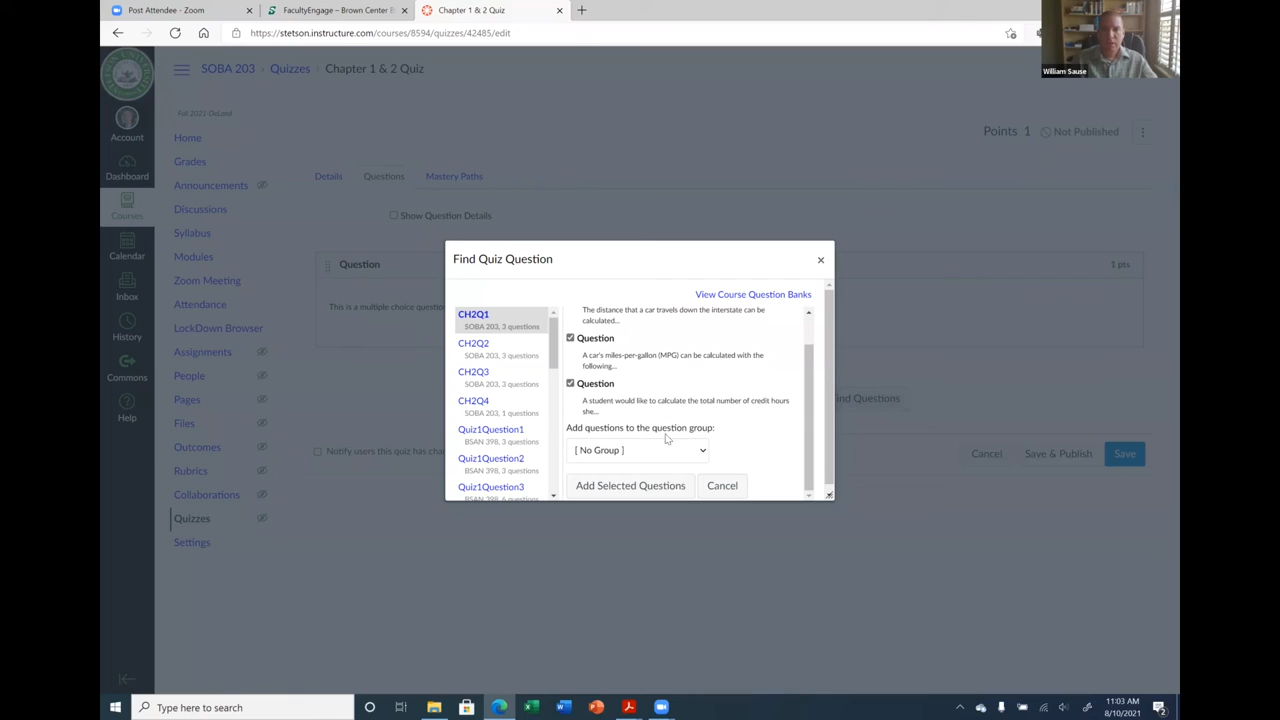 Post Attendee - Zoom
FacultyEngage – Brown Center
Chapter 1 & 2 Quiz
https://stetson.instructure.com/courses/8594/quizzes/42485/edit
William Sause
SOBA 203 > Quizzes > Chapter 1 & 2 Quiz
Account
Dashboard
Courses
Calendar
Inbox
History
Commons
Help
Home
Grades
Announcements
Discussions
Syllabus
Modules
Zoom Meeting
Attendance
LockDown Browser
Assignments
People
Pages
Files
Outcomes
Rubrics
Collaborations
Quizzes
Settings
Points 1 Not Published
Details Questions Mastery Paths
Show Question Details
Question 1 pts
This is a multiple choice question
Find Questions
Notify users this quiz has
Cancel Save & Publish Save
Find Quiz Question
View Course Question Banks
CH2Q1
SOBA 203, 3 questions
CH2Q2
SOBA 203, 3 questions
CH2Q3
SOBA 203, 3 questions
CH2Q4
SOBA 203, 1 questions
Quiz1Question1
BSAN 398, 3 questions
Quiz1Question2
BSAN 398, 3 questions
Quiz1Question3
BSAN 398, 6 questions
The distance that a car travels down the interstate can be
calculated...
Question
A car's miles-per-gallon (MPG) can be calculated with the
following...
Question
A student would like to calculate the total number of credit hours
she...
Add questions to the question group:
[ No Group ]
Add Selected Questions Cancel
Type here to search
11:03 AM
8/10/2021
2